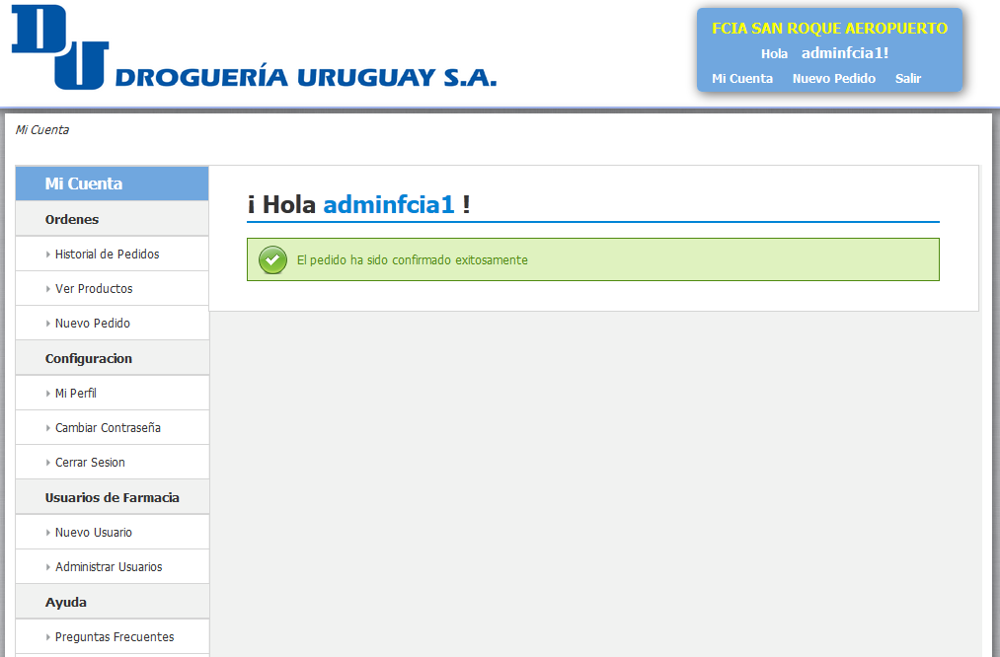 DU
DROGUERÍA URUGUAY S.A.
FCIA SAN ROQUE AEROPUERTO
Hola adminfcia1!
Mi Cuenta Nuevo Pedido Salir
Mi Cuenta
Mi Cuenta
Ordenes
Historial de Pedidos
Ver Productos
Nuevo Pedido
Configuracion
Mi Perfil
Cambiar Contraseña
Cerrar Sesion
Usuarios de Farmacia
Nuevo Usuario
Administrar Usuarios
Ayuda
Preguntas Frecuentes
¡ Hola adminfcia1 !
El pedido ha sido confirmado exitosamente